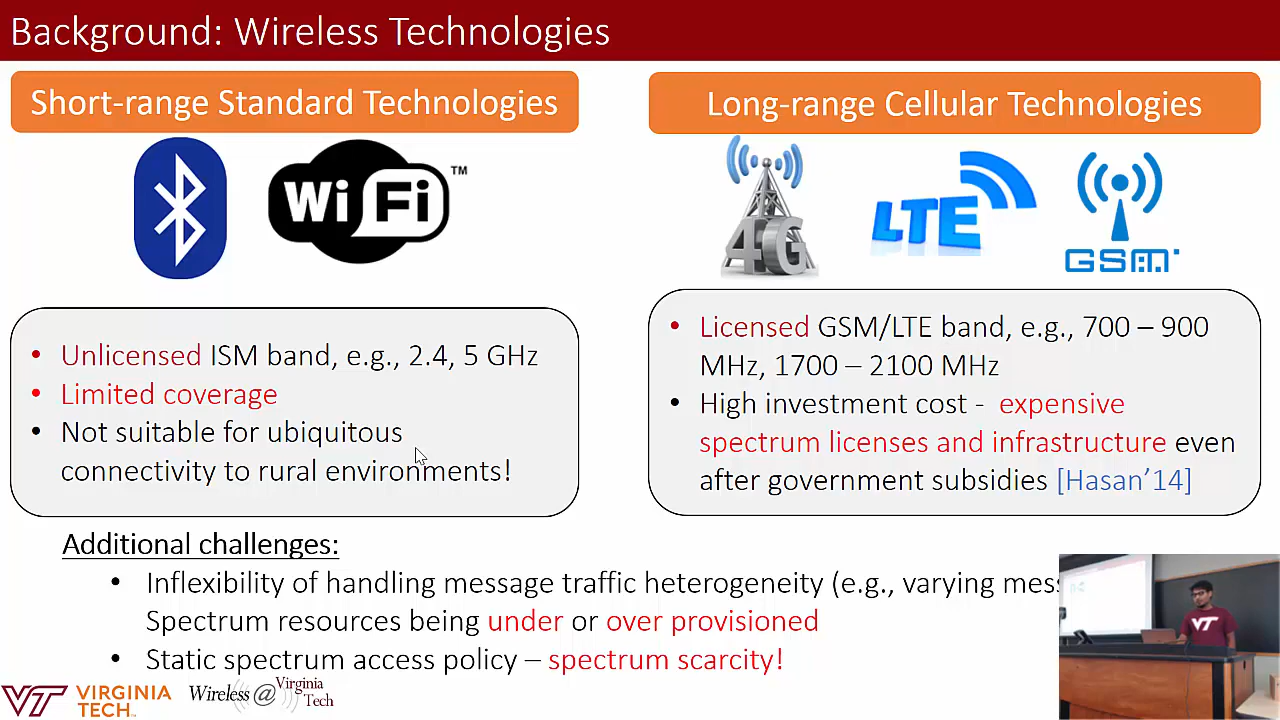 Background: Wireless Technologies
Short-range Standard Technologies
Long-range Cellular Technologies
WiFi™
4G
LTE
GSM
• Unlicensed ISM band, e.g., 2.4, 5 GHz
• Limited coverage
• Not suitable for ubiquitous
connectivity to rural environments!
• Licensed GSM/LTE band, e.g., 700 – 900
MHz, 1700 – 2100 MHz
• High investment cost - expensive
spectrum licenses and infrastructure even
after government subsidies [Hasan’14]
Additional challenges:
• Inflexibility of handling message traffic heterogeneity (e.g., varying mess
Spectrum resources being under or over provisioned
• Static spectrum access policy – spectrum scarcity!
VT VIRGINIA
TECH™
Wireless @ Virginia
Tech
VT